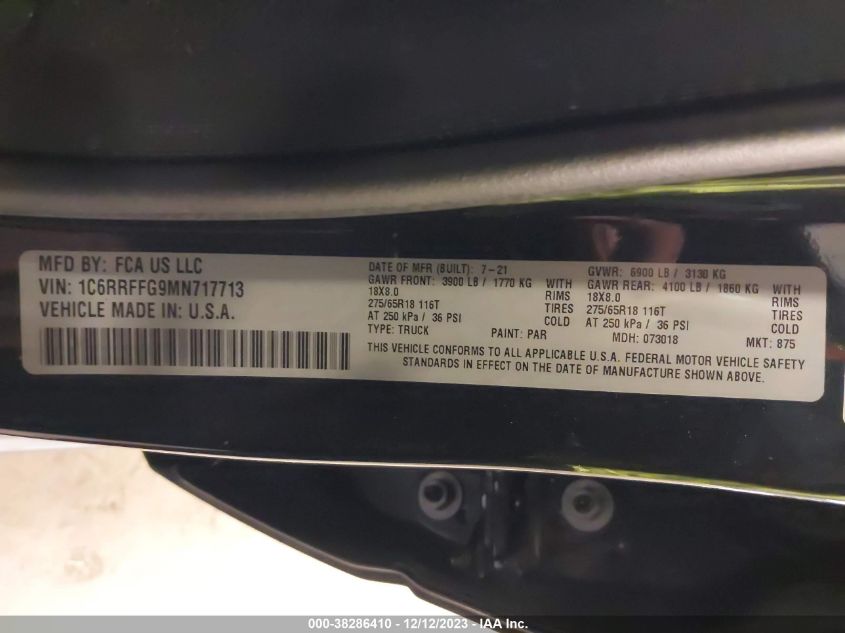 MFD BY: FCA US LLC
VIN: 1C6RRFFG9MN717713
VEHICLE MADE IN: U.S.A.
DATE OF MFR (BUILT): 7-21
GAWR FRONT: 3900 LB / 1770 KG WITH
18X8.0 RIMS
275/65R18 116T TIRES
AT 250 kPa / 36 PSI COLD
TYPE: TRUCK PAINT: PAR
GVWR: 6900 LB / 3130 KG
GAWR REAR: 4100 LB / 1860 KG WITH
18X8.0 RIMS
275/65R18 116T TIRES
AT 250 kPa / 36 PSI COLD
MDH: 073018 MKT: 875
THIS VEHICLE CONFORMS TO ALL APPLICABLE U.S.A. FEDERAL MOTOR VEHICLE SAFETY
STANDARDS IN EFFECT ON THE DATE OF MANUFACTURE SHOWN ABOVE.
000-38286410 - 12/12/2023 - © IAA Inc.